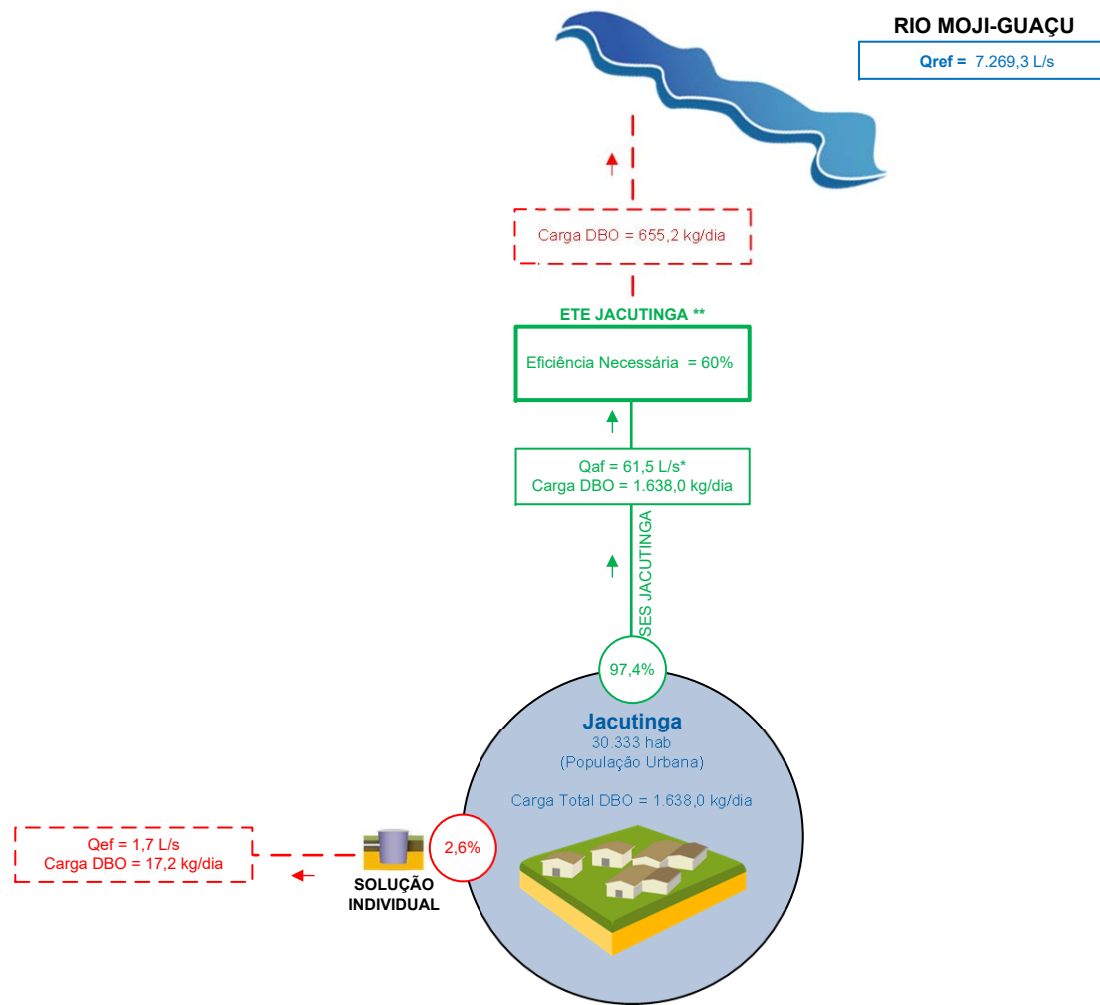 RIO MOJI-GUAÇU
Qref = 7.269,3 L/s
Carga DBO = 655,2 kg/dia
ETE JACUTINGA **
Eficiência Necessária = 60%
Qaf = 61,5 L/s*
Carga DBO = 1.638,0 kg/dia
SES JACUTINGA
97,4%
Jacutinga
30.333 hab
(População Urbana)
Carga Total DBO = 1.638,0 kg/dia
2,6%
Qef = 1,7 L/s
Carga DBO = 17,2 kg/dia
SOLUÇÃO
INDIVIDUAL